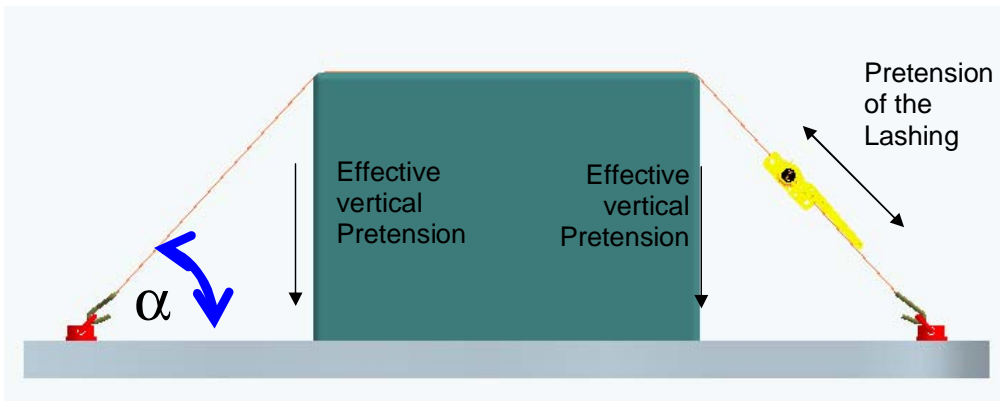 Pretension
of the
Lashing
Effective
vertical
Pretension
Effective
vertical
Pretension
α